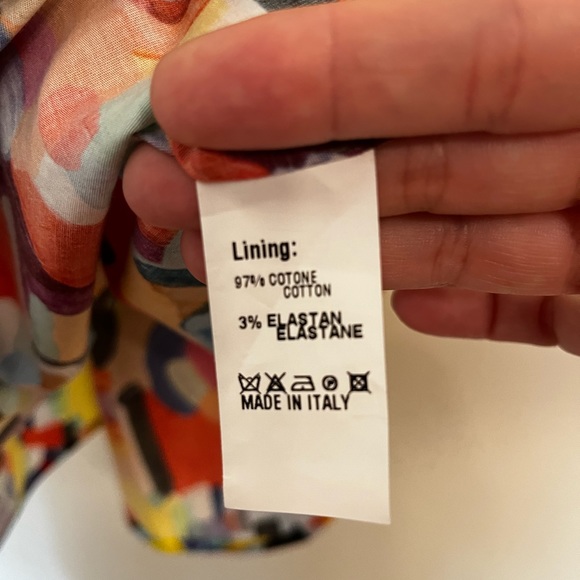 Lining:
97% COTONE
COTTON
3% ELASTAN
ELASTANE
MADE IN ITALY